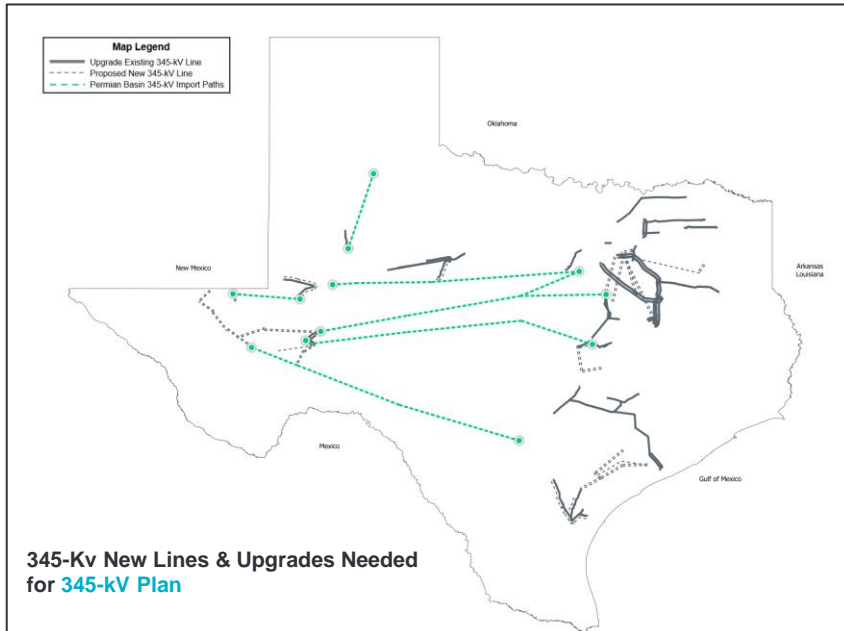 Map Legend
Upgrade Existing 345-kV Line
Proposed New 345-kV Line
Permian Basin 345-kV Import Paths
Oklahoma
New Mexico
Arkansas
Louisiana
Mexico
Gulf of Mexico
345-Kv New Lines & Upgrades Needed
for 345-kV Plan